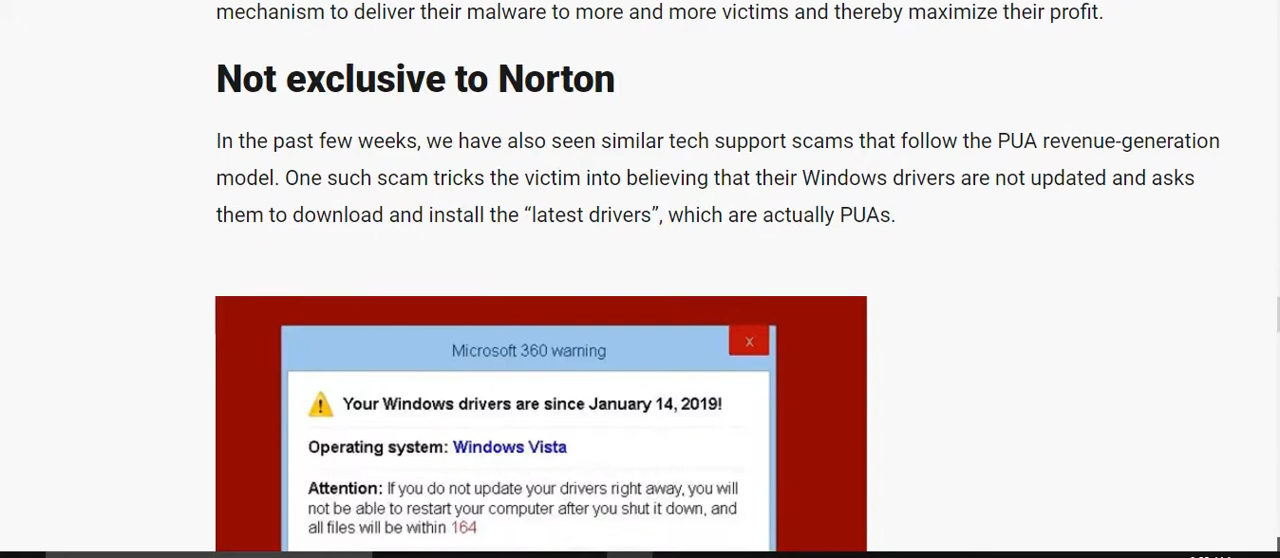 mechanism to deliver their malware to more and more victims and thereby maximize their profit.
Not exclusive to Norton
In the past few weeks, we have also seen similar tech support scams that follow the PUA revenue-generation
model. One such scam tricks the victim into believing that their Windows drivers are not updated and asks
them to download and install the “latest drivers”, which are actually PUAs.
Microsoft 360 warning
x
Your Windows drivers are since January 14, 2019!
Operating system: Windows Vista
Attention: If you do not update your drivers right away, you will
not be able to restart your computer after you shut it down, and
all files will be within 164